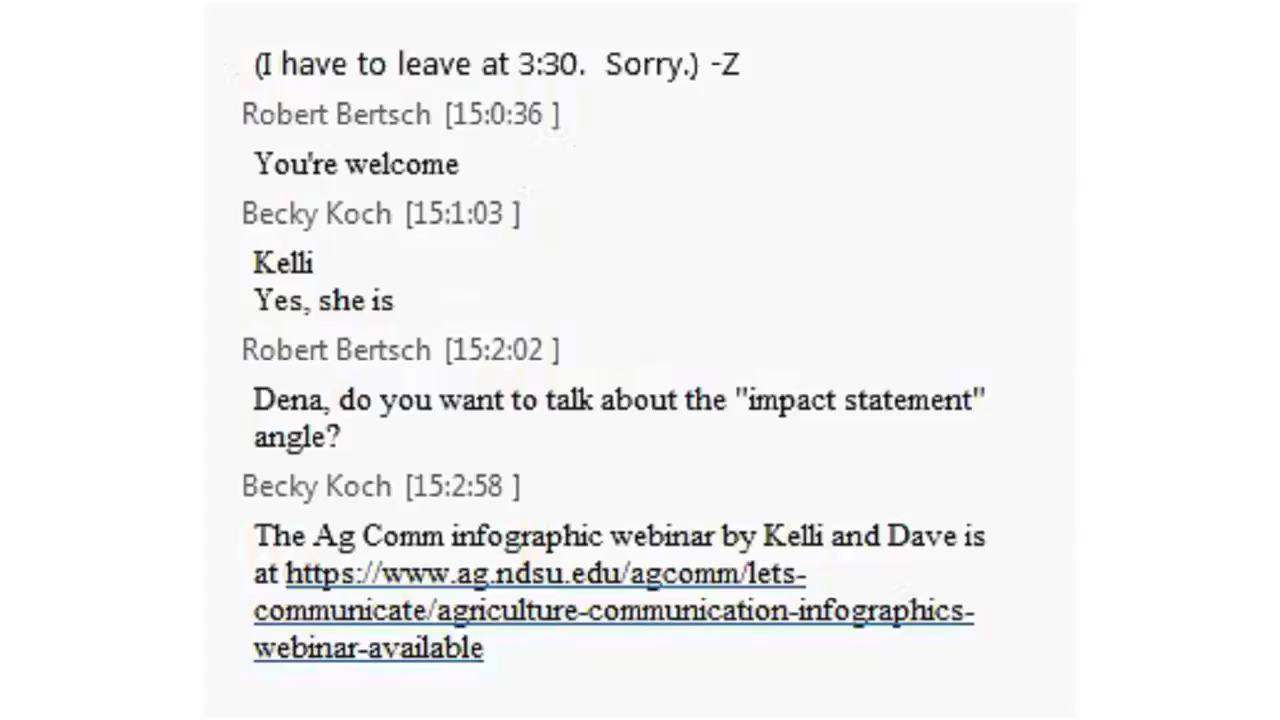 (I have to leave at 3:30.  Sorry.) -Z
Robert Bertsch [15:0:36 ]
You're welcome
Becky Koch [15:1:03 ]
Kelli
Yes, she is
Robert Bertsch [15:2:02 ]
Dena, do you want to talk about the "impact statement"
angle?
Becky Koch [15:2:58 ]
The Ag Comm infographic webinar by Kelli and Dave is
at https://www.ag.ndsu.edu/agcomm/lets-
communicate/agriculture-communication-infographics-
webinar-available